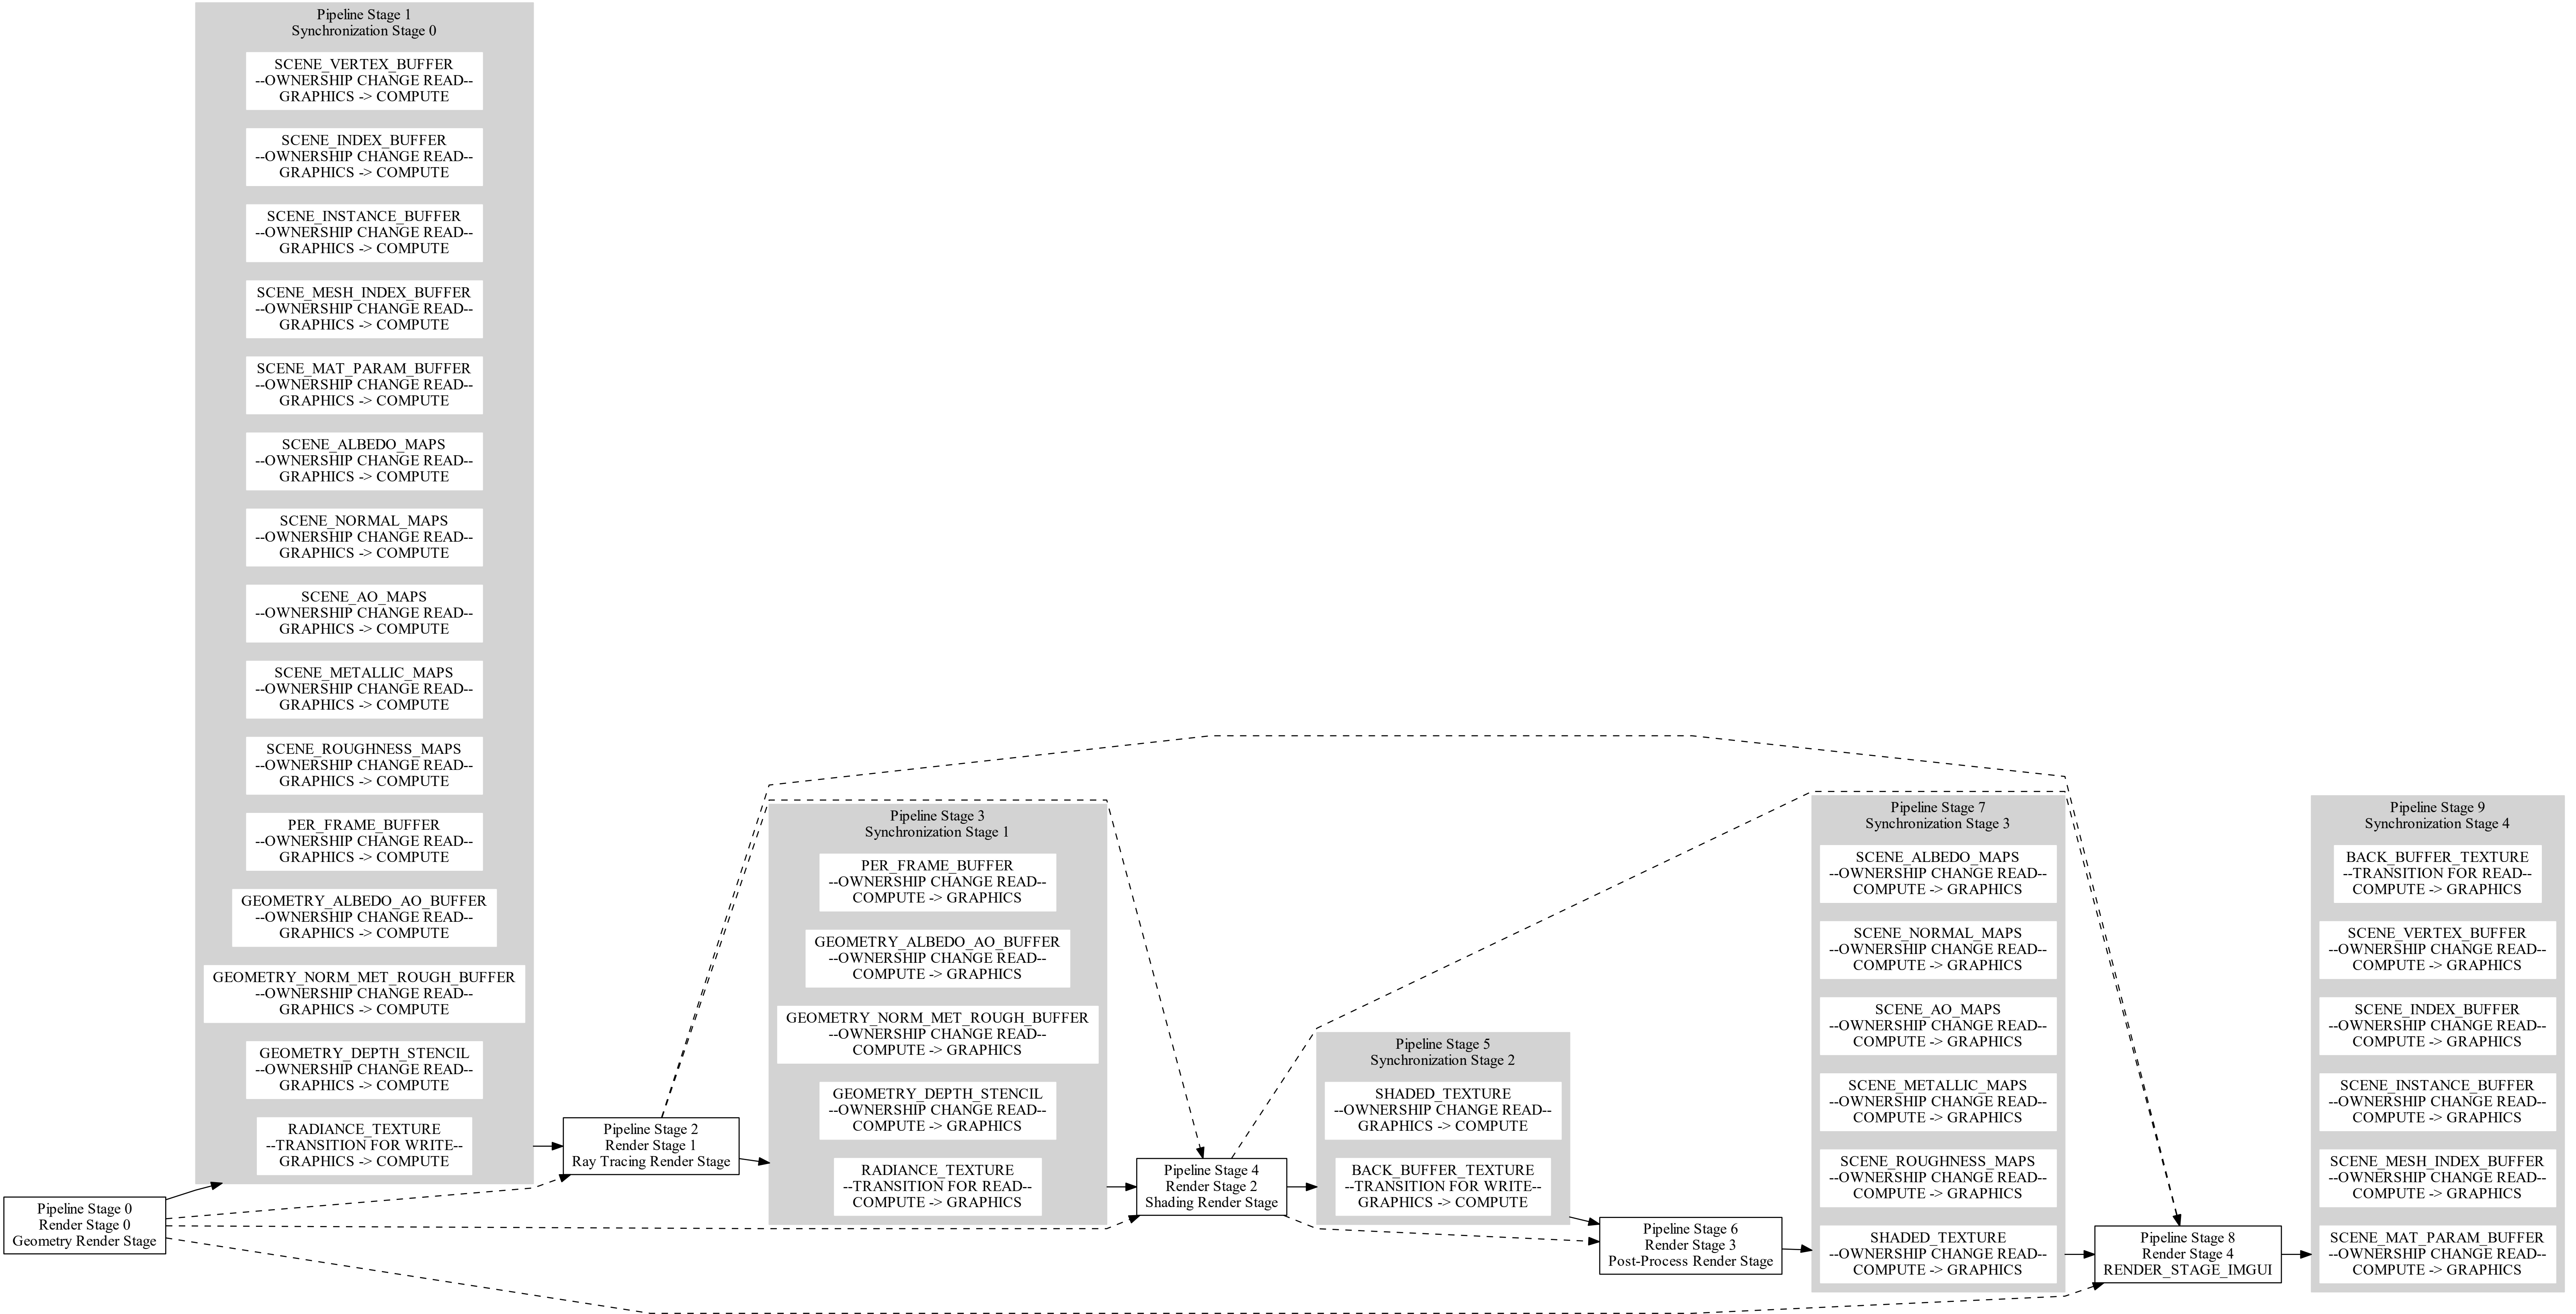 Pipeline Stage 1
Synchronization Stage 0
SCENE_VERTEX_BUFFER
--OWNERSHIP CHANGE READ--
GRAPHICS -> COMPUTE
SCENE_INDEX_BUFFER
--OWNERSHIP CHANGE READ--
GRAPHICS -> COMPUTE
SCENE_INSTANCE_BUFFER
--OWNERSHIP CHANGE READ--
GRAPHICS -> COMPUTE
SCENE_MESH_INDEX_BUFFER
--OWNERSHIP CHANGE READ--
GRAPHICS -> COMPUTE
SCENE_MAT_PARAM_BUFFER
--OWNERSHIP CHANGE READ--
GRAPHICS -> COMPUTE
SCENE_ALBEDO_MAPS
--OWNERSHIP CHANGE READ--
GRAPHICS -> COMPUTE
SCENE_NORMAL_MAPS
--OWNERSHIP CHANGE READ--
GRAPHICS -> COMPUTE
SCENE_AO_MAPS
--OWNERSHIP CHANGE READ--
GRAPHICS -> COMPUTE
SCENE_METALLIC_MAPS
--OWNERSHIP CHANGE READ--
GRAPHICS -> COMPUTE
SCENE_ROUGHNESS_MAPS
--OWNERSHIP CHANGE READ--
GRAPHICS -> COMPUTE
PER_FRAME_BUFFER
--OWNERSHIP CHANGE READ--
GRAPHICS -> COMPUTE
GEOMETRY_ALBEDO_AO_BUFFER
--OWNERSHIP CHANGE READ--
GRAPHICS -> COMPUTE
GEOMETRY_NORM_MET_ROUGH_BUFFER
--OWNERSHIP CHANGE READ--
GRAPHICS -> COMPUTE
GEOMETRY_DEPTH_STENCIL
--OWNERSHIP CHANGE READ--
GRAPHICS -> COMPUTE
RADIANCE_TEXTURE
--TRANSITION FOR WRITE--
GRAPHICS -> COMPUTE
Pipeline Stage 0
Render Stage 0
Geometry Render Stage
Pipeline Stage 2
Render Stage 1
Ray Tracing Render Stage
Pipeline Stage 3
Synchronization Stage 1
PER_FRAME_BUFFER
--OWNERSHIP CHANGE READ--
COMPUTE -> GRAPHICS
GEOMETRY_ALBEDO_AO_BUFFER
--OWNERSHIP CHANGE READ--
COMPUTE -> GRAPHICS
GEOMETRY_NORM_MET_ROUGH_BUFFER
--OWNERSHIP CHANGE READ--
COMPUTE -> GRAPHICS
GEOMETRY_DEPTH_STENCIL
--OWNERSHIP CHANGE READ--
COMPUTE -> GRAPHICS
RADIANCE_TEXTURE
--TRANSITION FOR READ--
COMPUTE -> GRAPHICS
Pipeline Stage 4
Render Stage 2
Shading Render Stage
Pipeline Stage 5
Synchronization Stage 2
SHADED_TEXTURE
--OWNERSHIP CHANGE READ--
GRAPHICS -> COMPUTE
BACK_BUFFER_TEXTURE
--TRANSITION FOR WRITE--
GRAPHICS -> COMPUTE
Pipeline Stage 6
Render Stage 3
Post-Process Render Stage
Pipeline Stage 7
Synchronization Stage 3
SCENE_ALBEDO_MAPS
--OWNERSHIP CHANGE READ--
COMPUTE -> GRAPHICS
SCENE_NORMAL_MAPS
--OWNERSHIP CHANGE READ--
COMPUTE -> GRAPHICS
SCENE_AO_MAPS
--OWNERSHIP CHANGE READ--
COMPUTE -> GRAPHICS
SCENE_METALLIC_MAPS
--OWNERSHIP CHANGE READ--
COMPUTE -> GRAPHICS
SCENE_ROUGHNESS_MAPS
--OWNERSHIP CHANGE READ--
COMPUTE -> GRAPHICS
SHADED_TEXTURE
--OWNERSHIP CHANGE READ--
COMPUTE -> GRAPHICS
Pipeline Stage 8
Render Stage 4
RENDER_STAGE_IMGUI
Pipeline Stage 9
Synchronization Stage 4
BACK_BUFFER_TEXTURE
--TRANSITION FOR READ--
COMPUTE -> GRAPHICS
SCENE_VERTEX_BUFFER
--OWNERSHIP CHANGE READ--
COMPUTE -> GRAPHICS
SCENE_INDEX_BUFFER
--OWNERSHIP CHANGE READ--
COMPUTE -> GRAPHICS
SCENE_INSTANCE_BUFFER
--OWNERSHIP CHANGE READ--
COMPUTE -> GRAPHICS
SCENE_MESH_INDEX_BUFFER
--OWNERSHIP CHANGE READ--
COMPUTE -> GRAPHICS
SCENE_MAT_PARAM_BUFFER
--OWNERSHIP CHANGE READ--
COMPUTE -> GRAPHICS